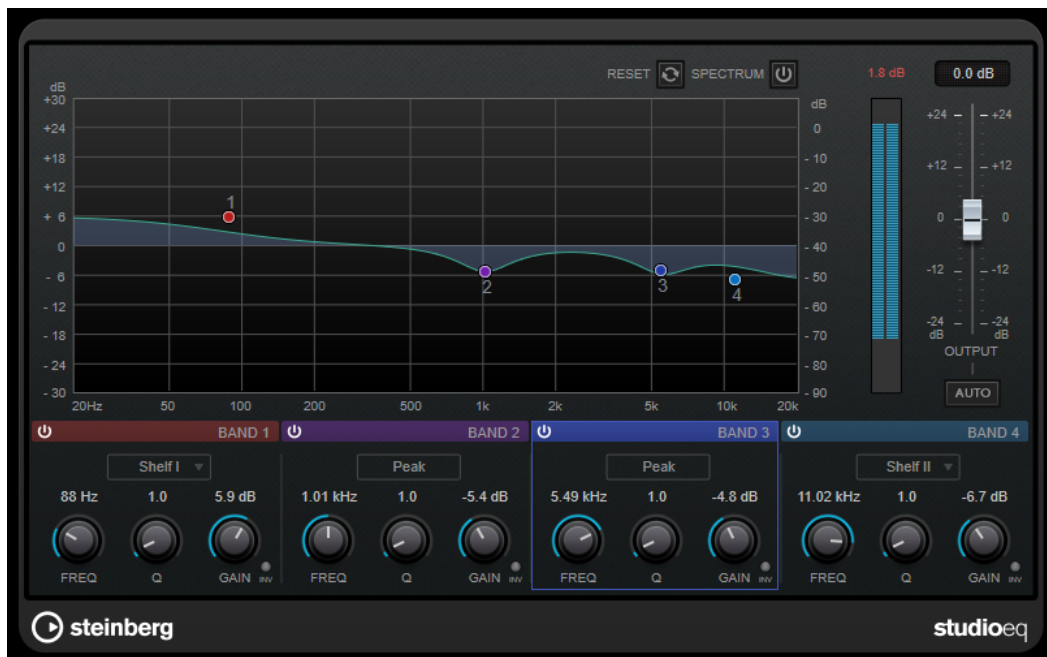 RESET SPECTRUM 1.8 dB 0.0 dB
dB
+30
+24
+18
+12
+ 6
0
- 6
- 12
- 18
- 24
- 30
1
2
3
4
dB
0
- 10
- 20
- 30
- 40
- 50
- 60
- 70
- 80
- 90
20Hz 50 100 200 500 1k 2k 5k 10k 20k
+24 +24
+12 +12
0 0
-12 -12
-24 -24
dB dB
OUTPUT
AUTO
BAND 1 BAND 2 BAND 3 BAND 4
Shelf I Peak Peak Shelf II
88 Hz 1.0 5.9 dB 1.01 kHz 1.0 -5.4 dB 5.49 kHz 1.0 -4.8 dB 11.02 kHz 1.0 -6.7 dB
FREQ Q GAIN INV FREQ Q GAIN INV FREQ Q GAIN INV FREQ Q GAIN INV
steinberg studioeq